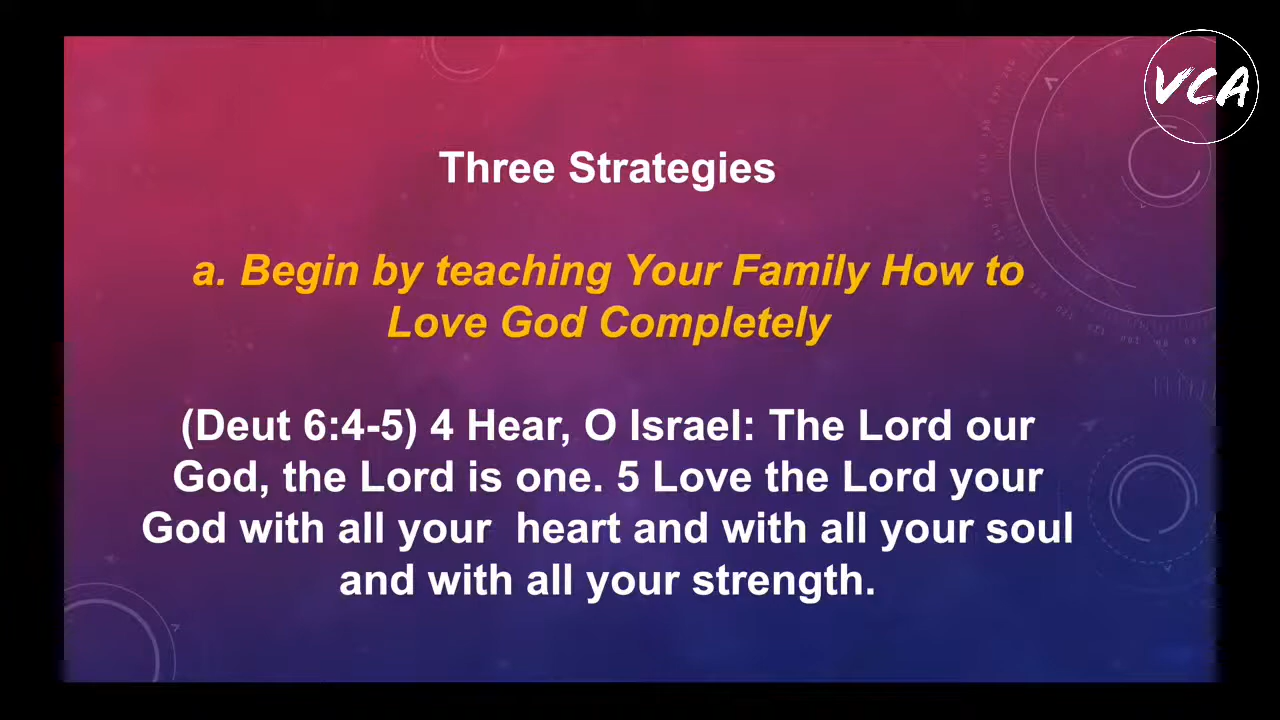 VCA
Three Strategies
a. Begin by teaching Your Family How to
Love God Completely
(Deut 6:4-5) 4 Hear, O Israel: The Lord our
God, the Lord is one. 5 Love the Lord your
God with all your  heart and with all your soul
and with all your strength.